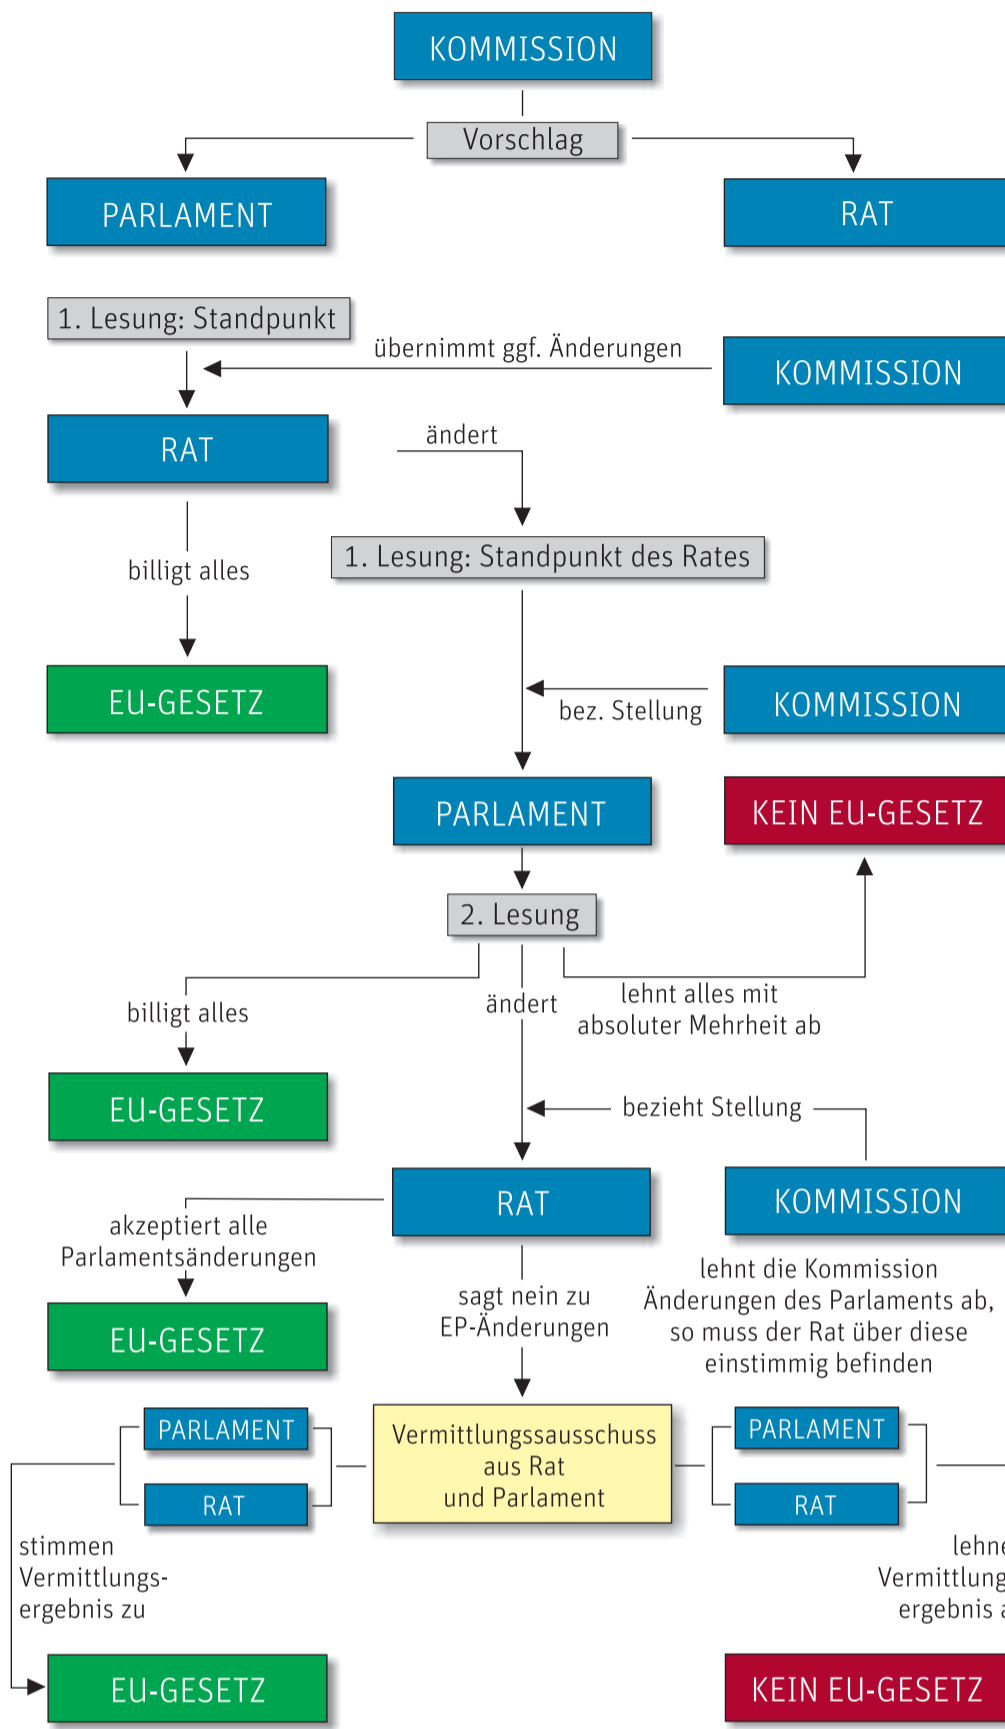 KOMMISSION
Vorschlag
PARLAMENT
RAT
1. Lesung: Standpunkt
übernimmt ggf. Änderungen
KOMMISSION
RAT
ändert
1. Lesung: Standpunkt des Rates
billigt alles
EU-GESETZ
bez. Stellung
KOMMISSION
PARLAMENT
KEIN EU-GESETZ
2. Lesung
billigt alles
ändert
lehnt alles mit
absoluter Mehrheit ab
EU-GESETZ
bezieht Stellung
RAT
KOMMISSION
akzeptiert alle
Parlamentsänderungen
lehnt die Kommission
Änderungen des Parlaments ab,
so muss der Rat über diese
einstimmig befinden
sagt nein zu
EP-Änderungen
EU-GESETZ
PARLAMENT
RAT
Vermittlungssausschuss
aus Rat
und Parlament
PARLAMENT
RAT
stimmen
Vermittlungs-
ergebnis zu
lehne
Vermittlung
ergebnis a
EU-GESETZ
KEIN EU-GESETZ